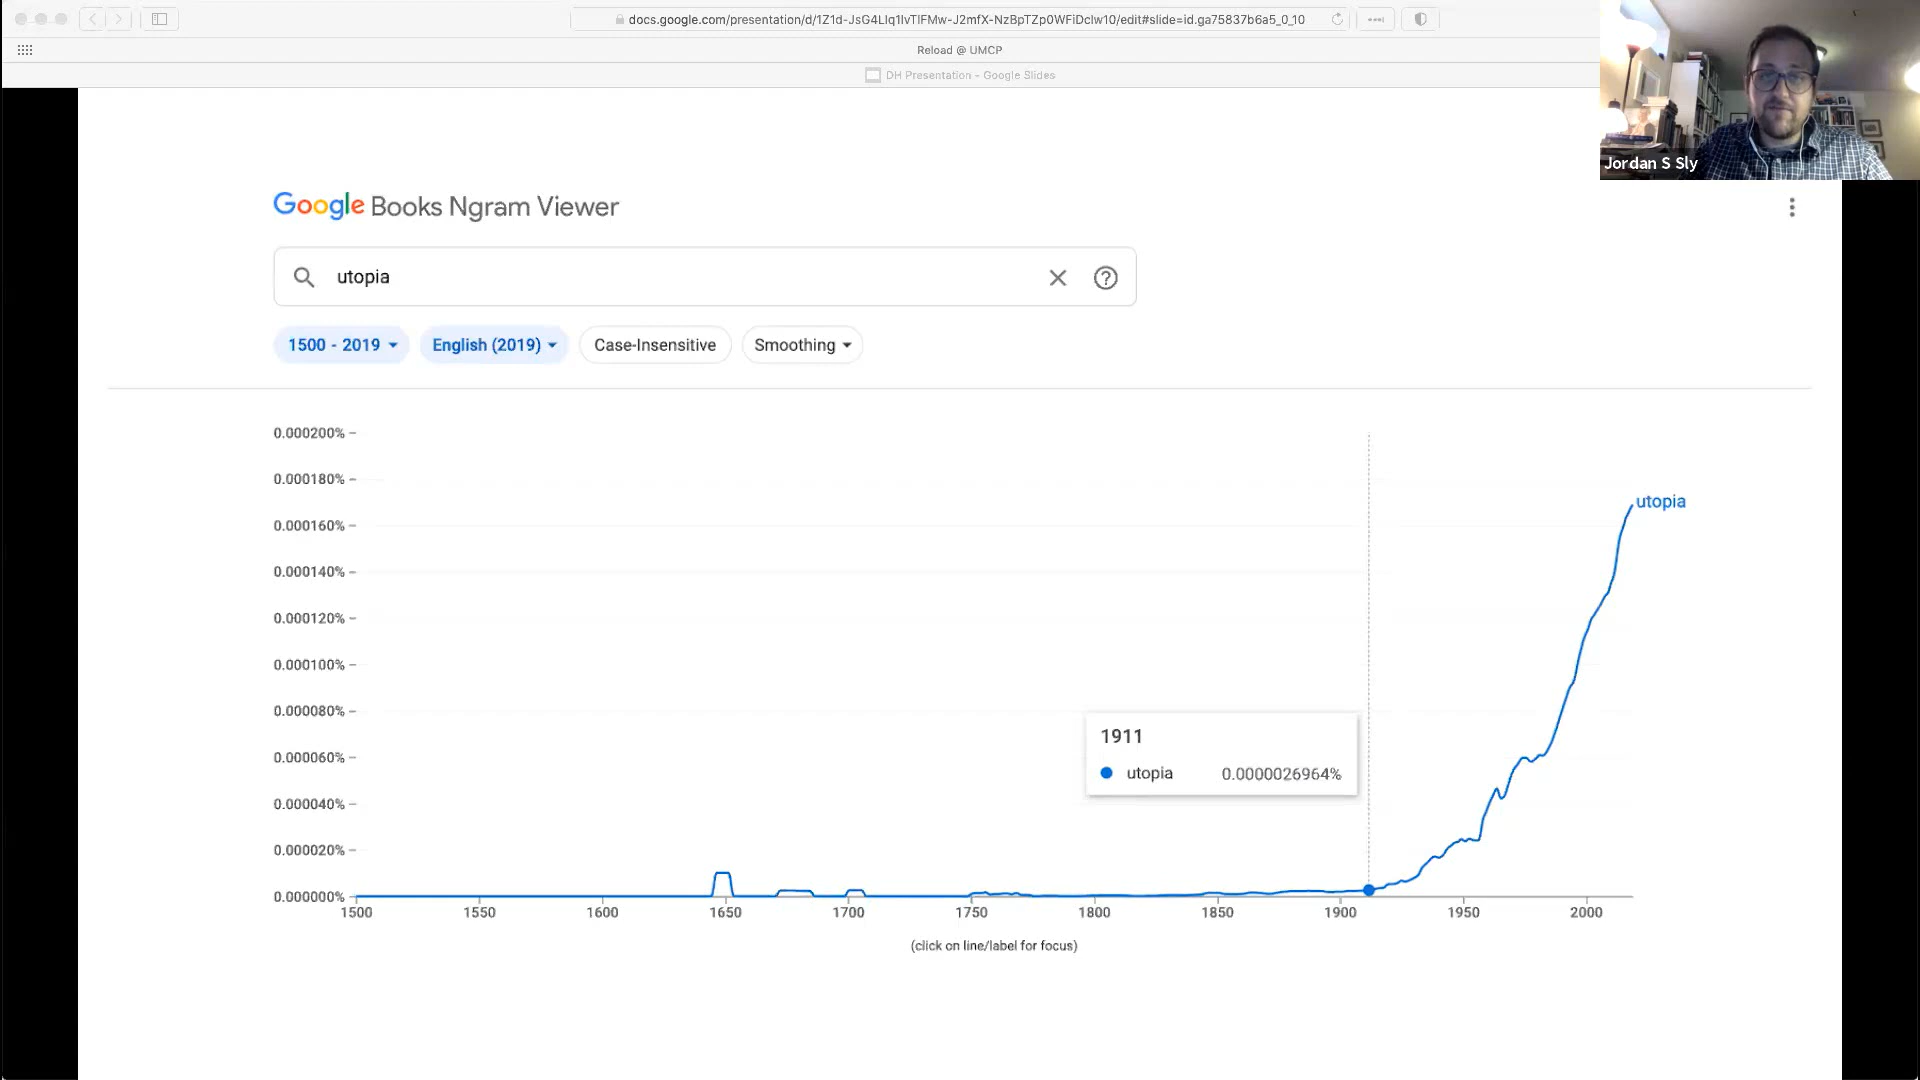 docs.google.com/presentation/d/1Z1d-JsG4LIq1IvTIFMw-J2mfX-NzBpTZp0WFiDclw10/edit#slide=id.ga75837b6a5_0_10
Reload @ UMCP
DH Presentation - Google Slides
Jordan S Sly
Google Books Ngram Viewer
utopia
1500 - 2019
English (2019)
Case-Insensitive
Smoothing
0.000200%
0.000180%
utopia
0.000160%
0.000140%
0.000120%
0.000100%
0.000080%
1911
0.000060%
utopia 0.0000026964%
0.000040%
0.000020%
0.000000%
1500 1550 1600 1650 1700 1750 1800 1850 1900 1950 2000
(click on line/label for focus)